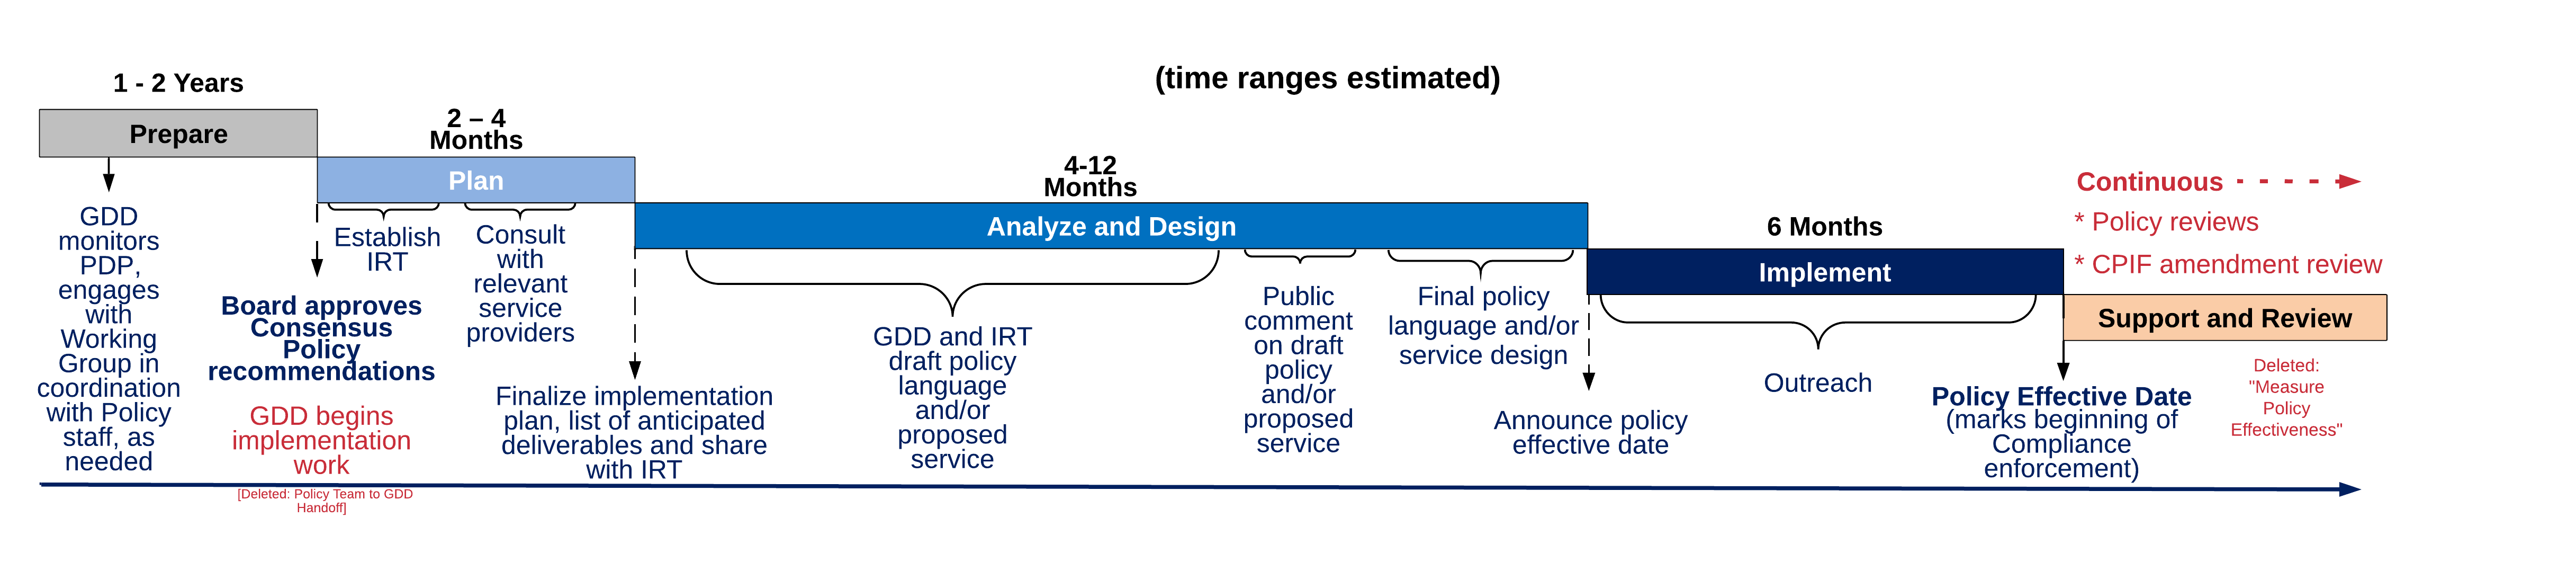 (time ranges estimated)
1 - 2 Years
Prepare
GDD
monitors
PDP,
engages
with
Working
Group in
coordination
with Policy
staff, as
needed
2 – 4
Months
Plan
Board approves
Consensus
Policy
recommendations
GDD begins
implementation
work
[Deleted: Policy Team to GDD
Handoff]
Establish
IRT
Consult
with
relevant
service
providers
4-12
Months
Analyze and Design
Finalize implementation
plan, list of anticipated
deliverables and share
with IRT
GDD and IRT
draft policy
language
and/or
proposed
service
Public
comment
on draft
policy
and/or
proposed
service
Final policy
language and/or
service design
6 Months
Implement
Announce policy
effective date
Outreach
Continuous
* Policy reviews
* CPIF amendment review
Support and Review
Policy Effective Date
(marks beginning of
Compliance
enforcement)
Deleted:
"Measure
Policy
Effectiveness"